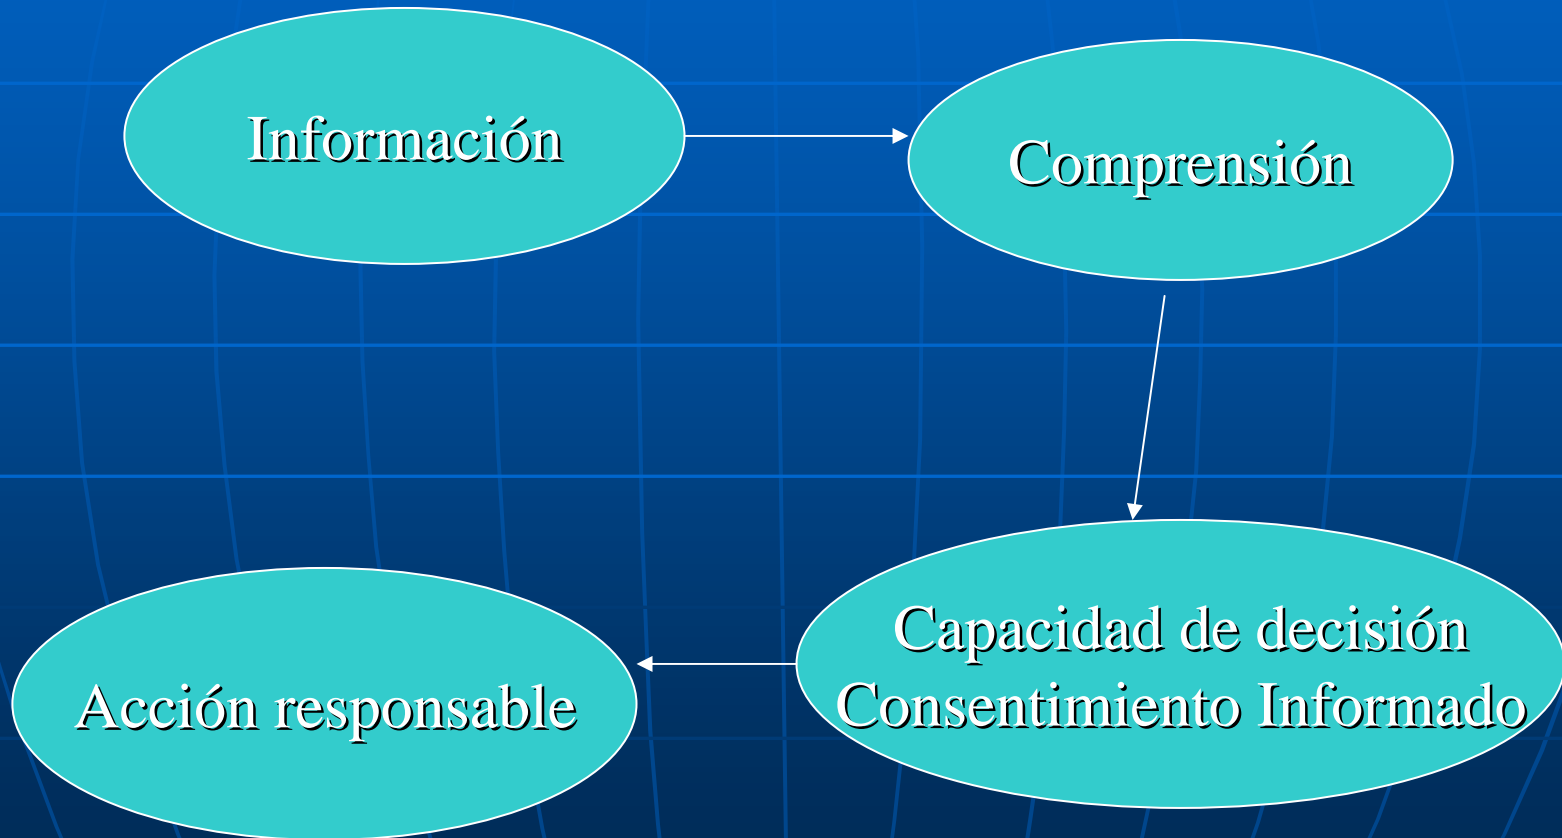 Información
Comprensión
Capacidad de decisión
Consentimiento Informado
Acción responsable